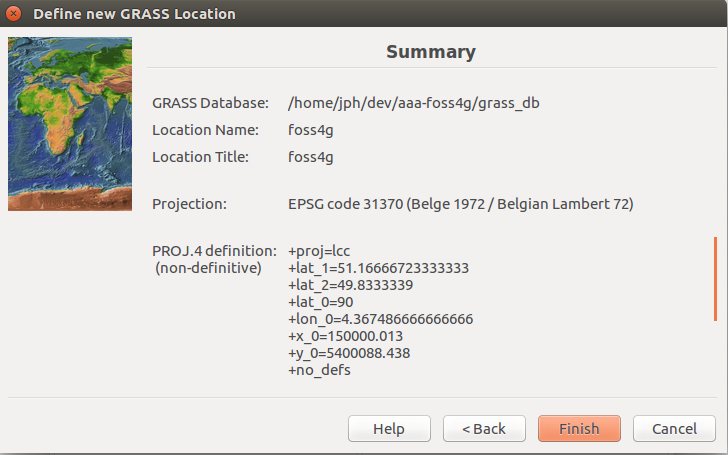 Define new GRASS Location
Summary
GRASS Database: /home/jph/dev/aaa-foss4g/grass_db
Location Name: foss4g
Location Title: foss4g
Projection: EPSG code 31370 (Belge 1972 / Belgian Lambert 72)
PROJ.4 definition: +proj=lcc
(non-definitive) +lat_1=51.16666723333333
+lat_2=49.8333339
+lat_0=90
+lon_0=4.367486666666666
+x_0=150000.013
+y_0=5400088.438
+no_defs
Help < Back Finish Cancel